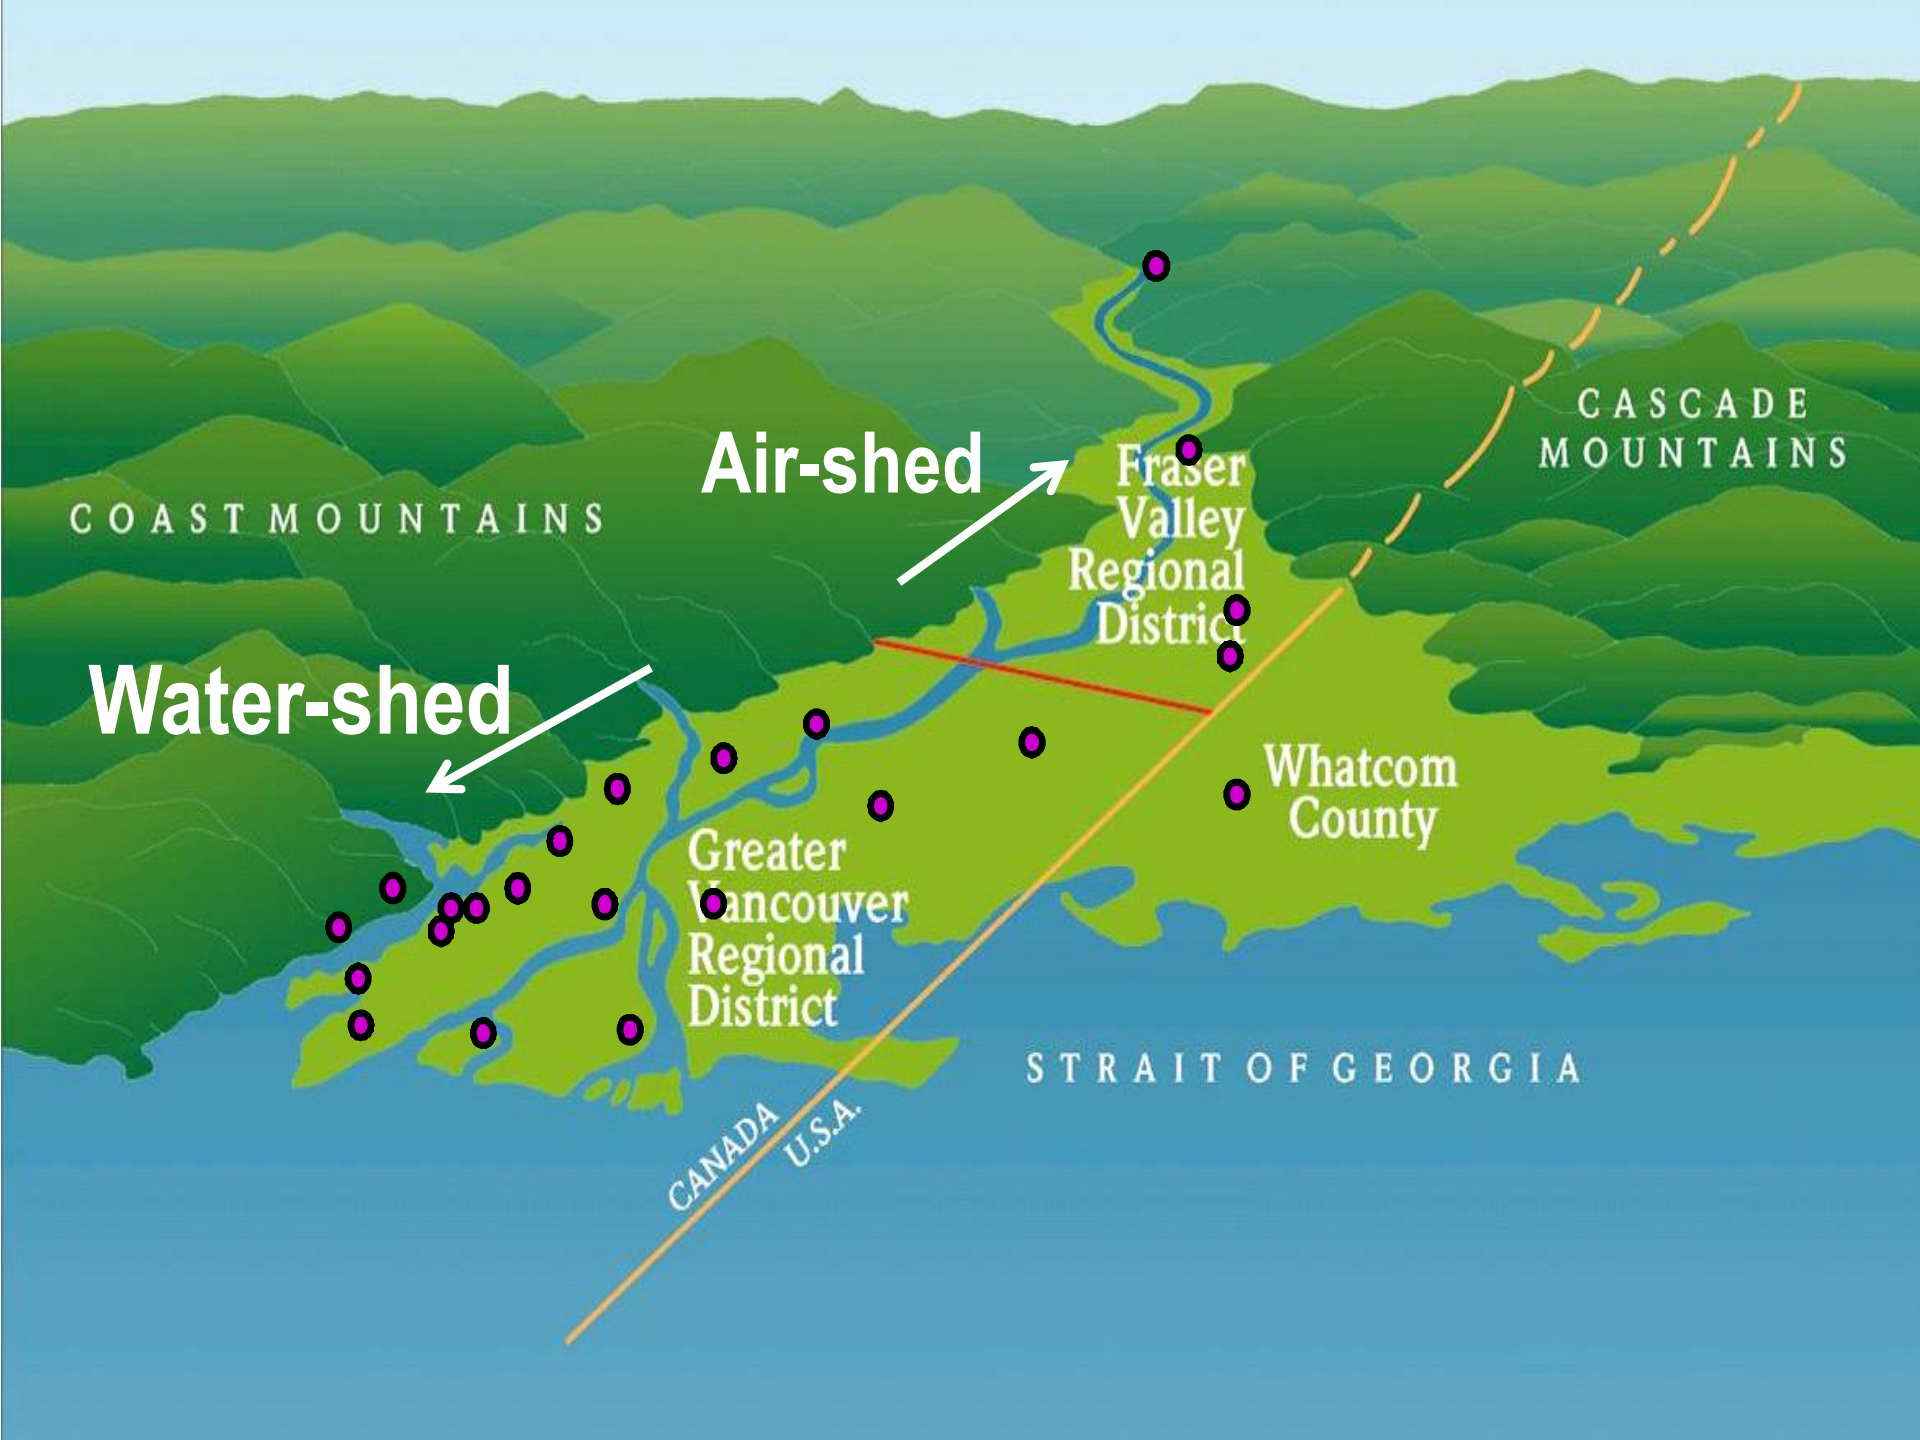 CASCADE
MOUNTAINS
Air-shed
Fraser
Valley
Regional
District
COAST MOUNTAINS
Water-shed
Whatcom
County
Greater
Vancouver
Regional
District
STRAIT OF GEORGIA
CANADA
U.S.A.